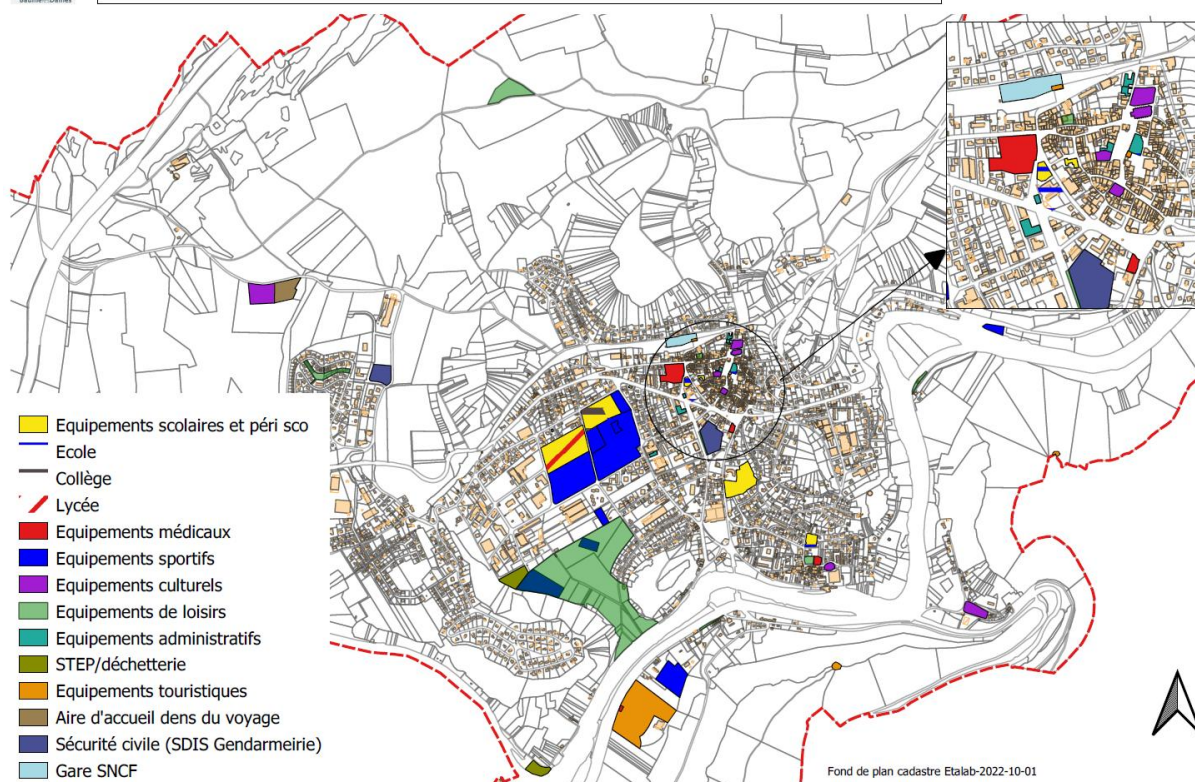 Equipements scolaires et péri sco
Ecole
Collège
Lycée
Equipements médicaux
Equipements sportifs
Equipements culturels
Equipements de loisirs
Equipements administratifs
STEP/déchetterie
Equipements touristiques
Aire d'accueil dens du voyage
Sécurité civile (SDIS Gendarmeirie)
Gare SNCF
Fond de plan cadastre Etalab-2022-10-01